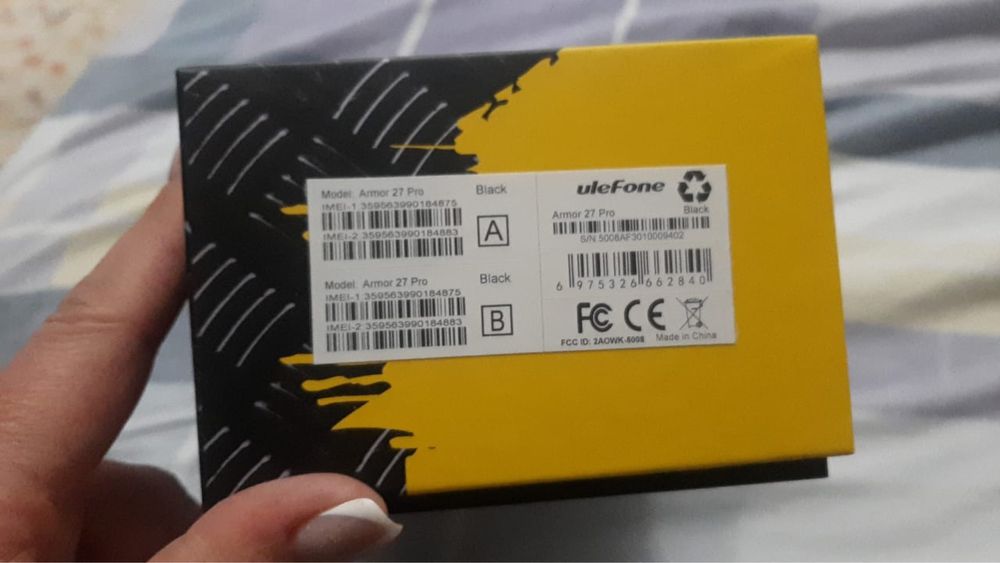 Model: Armor 27 Pro
Black
IMEI-1 359563990184875
IMEI-2 359563990184883
A
Model: Armor 27 Pro
Black
IMEI-1 359563990184875
IMEI-2 359563990184883
B
uleFone
Armor 27 Pro
Black
S/N 5008AF3010009402
6 975326 662840
FC CE
FCC ID: 2AOWK-5008
Made in China